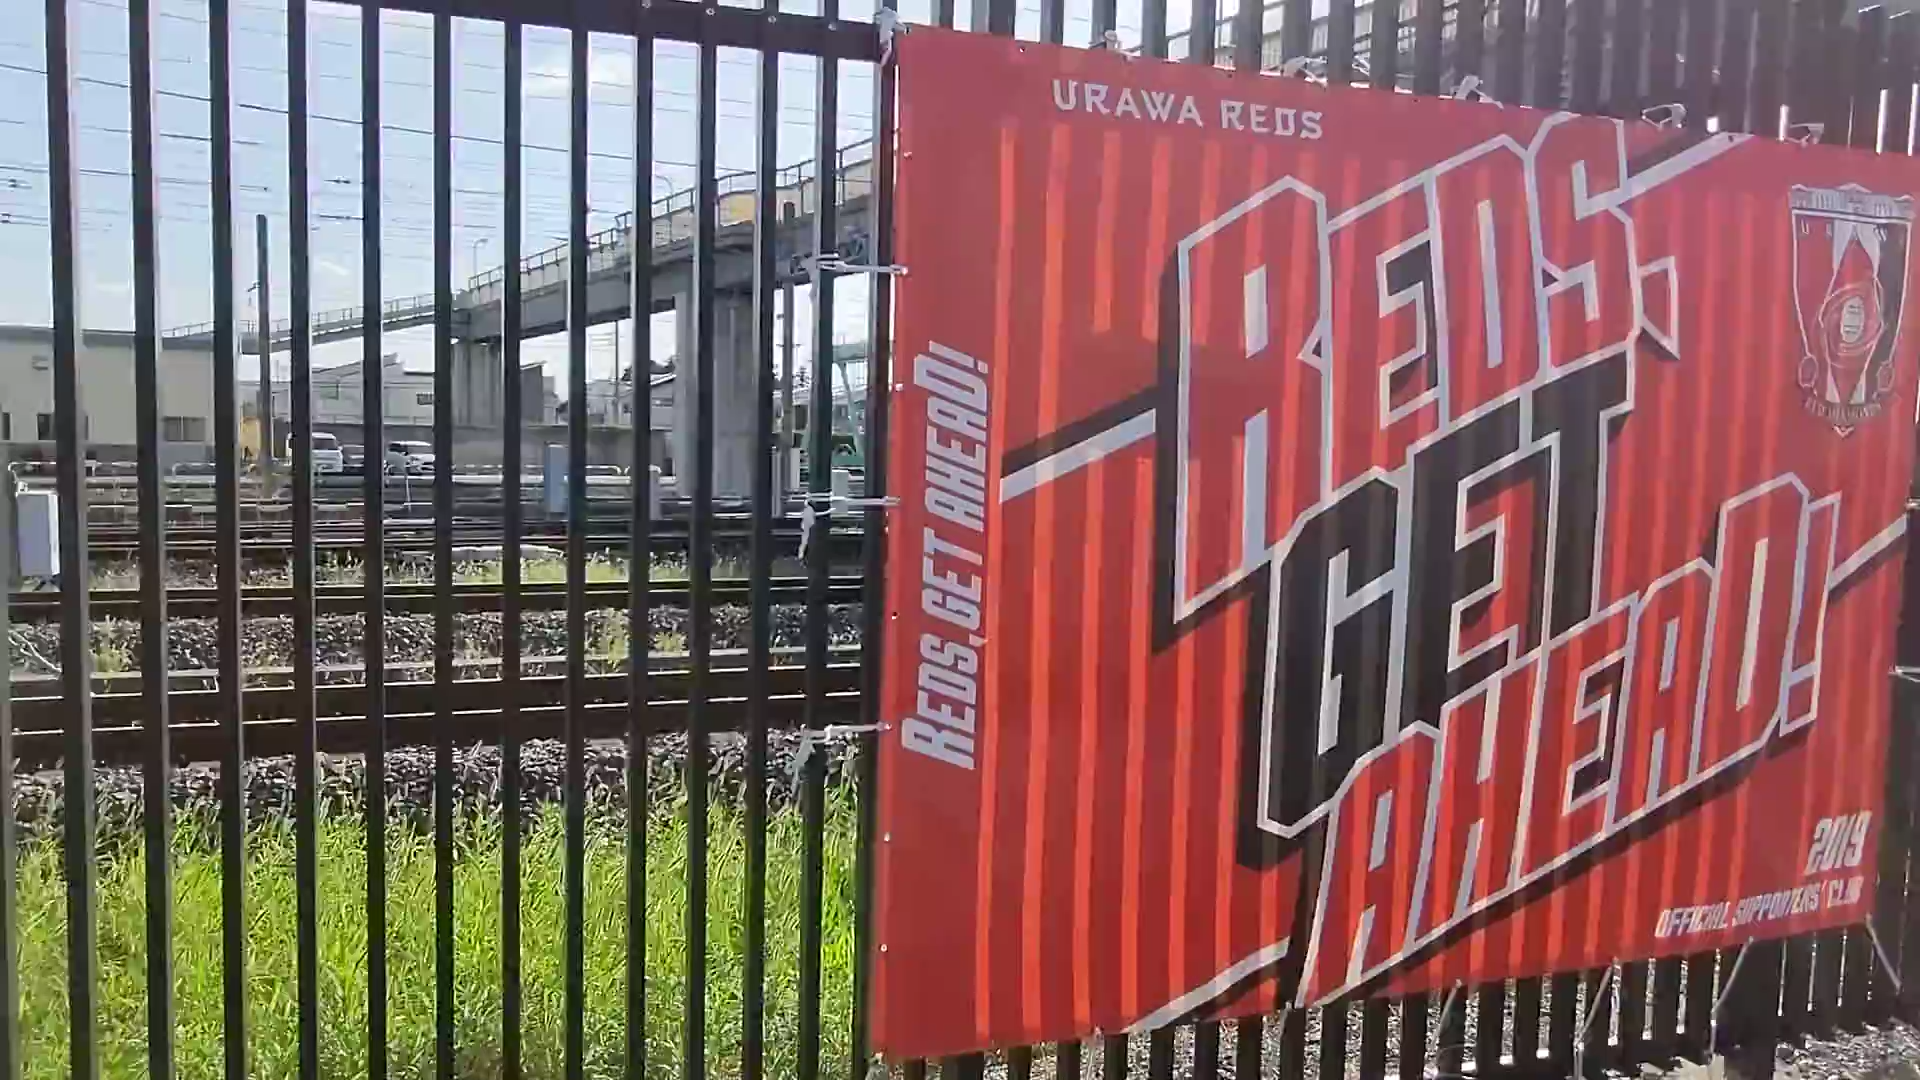 URAWA REDS
REDS,
GET
AHEAD!
REDS,GET AHEAD!
2019
OFFICIAL SUPPORTERS' CLUB